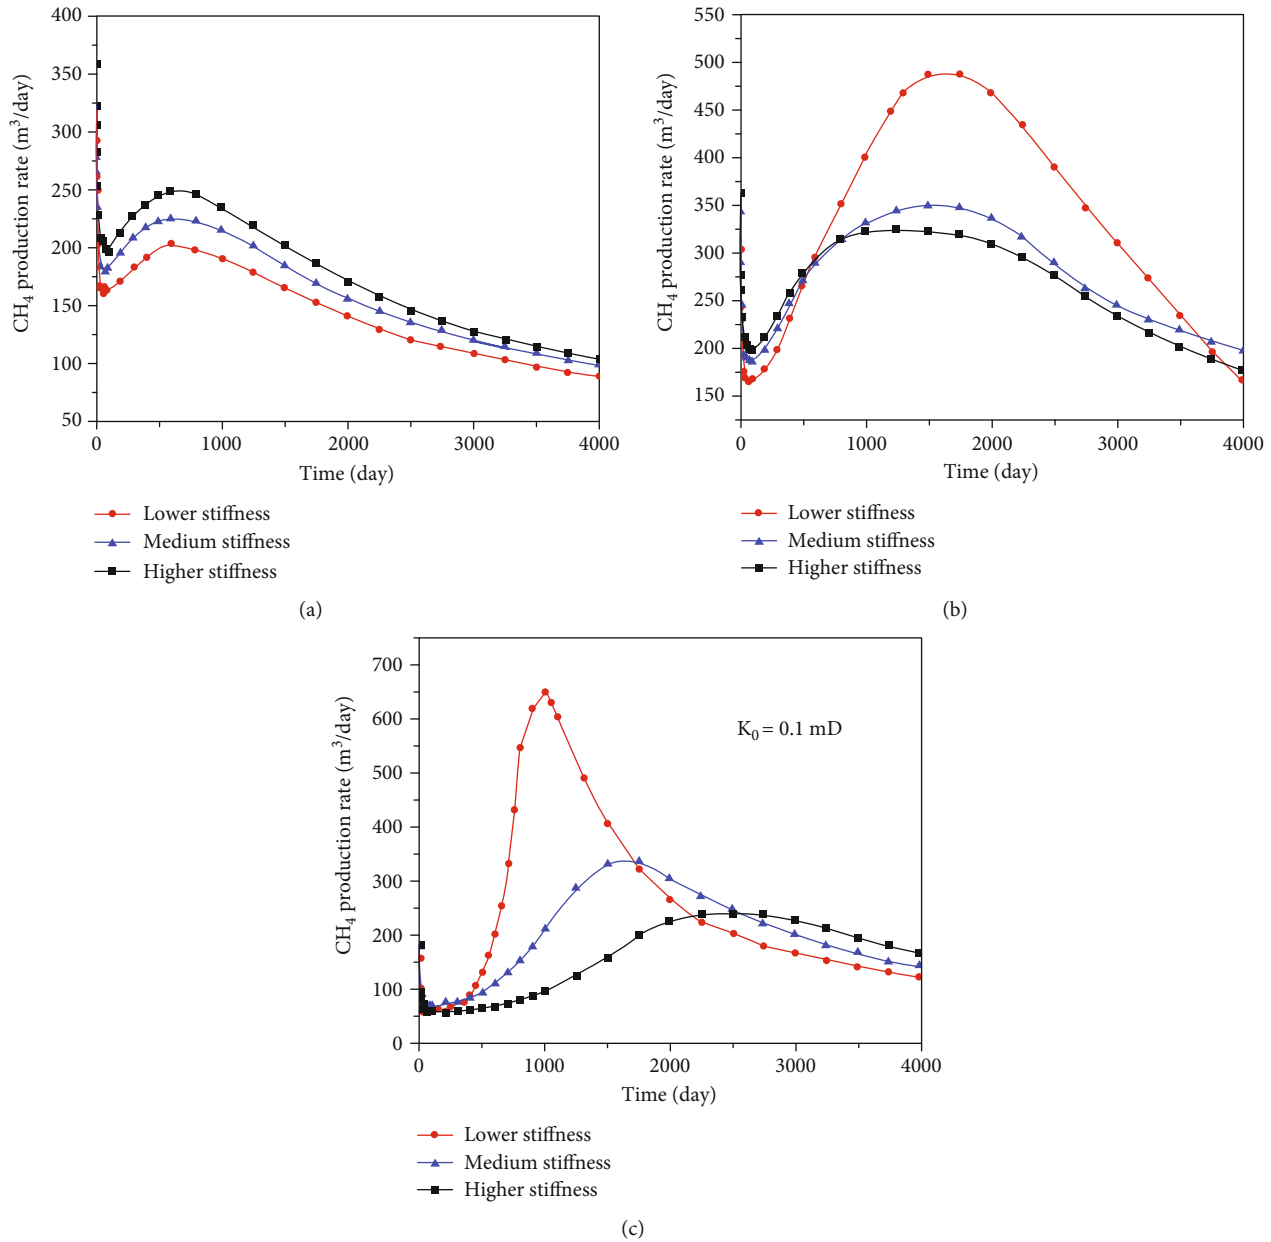 400
350
300
250
200
150
100
50
CH₄ production rate (m³/day)
0 1000 2000 3000 4000
Time (day)
Lower stiffness
Medium stiffness
Higher stiffness
(a)
550
500
450
400
350
300
250
200
150
CH₄ production rate (m³/day)
0 1000 2000 3000 4000
Time (day)
Lower stiffness
Medium stiffness
Higher stiffness
(b)
700
600
500
400
300
200
100
0
CH₄ production rate (m³/day)
K₀ = 0.1 mD
0 1000 2000 3000 4000
Time (day)
Lower stiffness
Medium stiffness
Higher stiffness
(c)